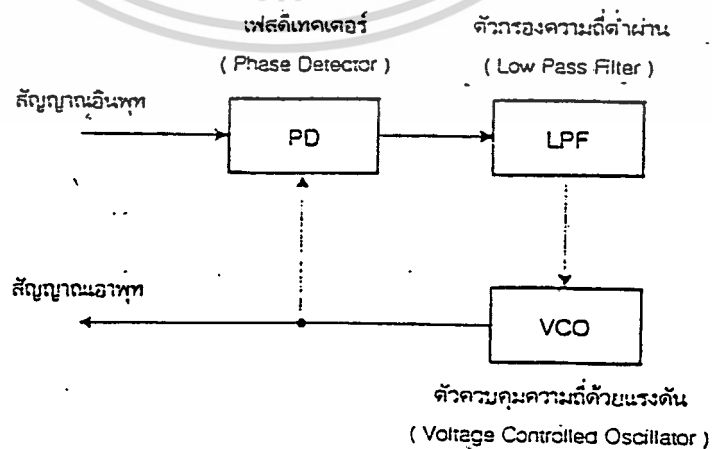 เฟสดีเทคเตอร์
( Phase Detector )
ตัวกรองความถี่ต่ำผ่าน
( Low Pass Filter )
สัญญาณอินพุท
PD
LPF
สัญญาณเอาพุท
VCO
ตัวควบคุมความถี่ด้วยแรงดัน
( Voltage Controlled Oscillator )